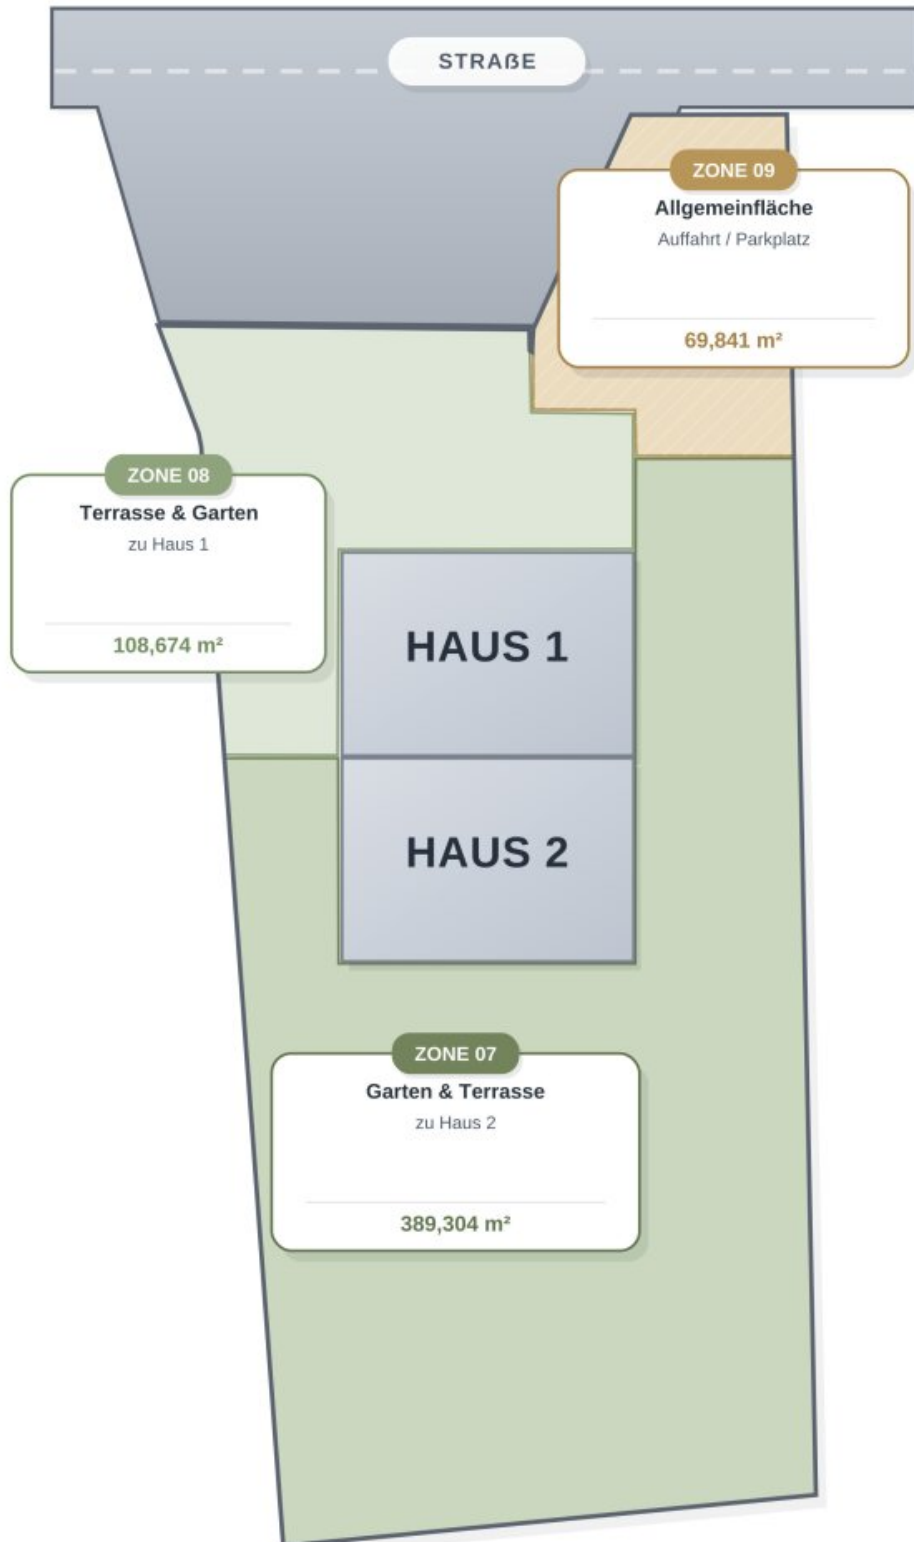 STRAẞE
ZONE 09
Allgemeinfläche
Auffahrt / Parkplatz
69,841 m²
ZONE 08
Terrasse & Garten
zu Haus 1
108,674 m²
HAUS 1
HAUS 2
ZONE 07
Garten & Terrasse
zu Haus 2
389,304 m²